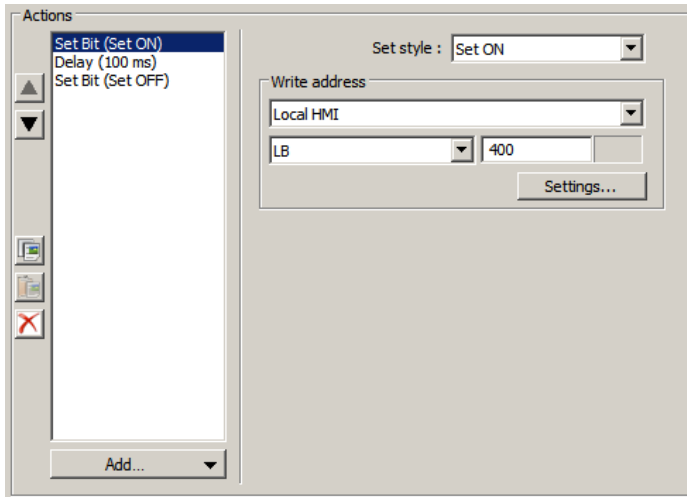 Actions
Set Bit (Set ON)
Delay (100 ms)
Set Bit (Set OFF)
Add...
Set style : Set ON
Write address
Local HMI
LB 400
Settings...